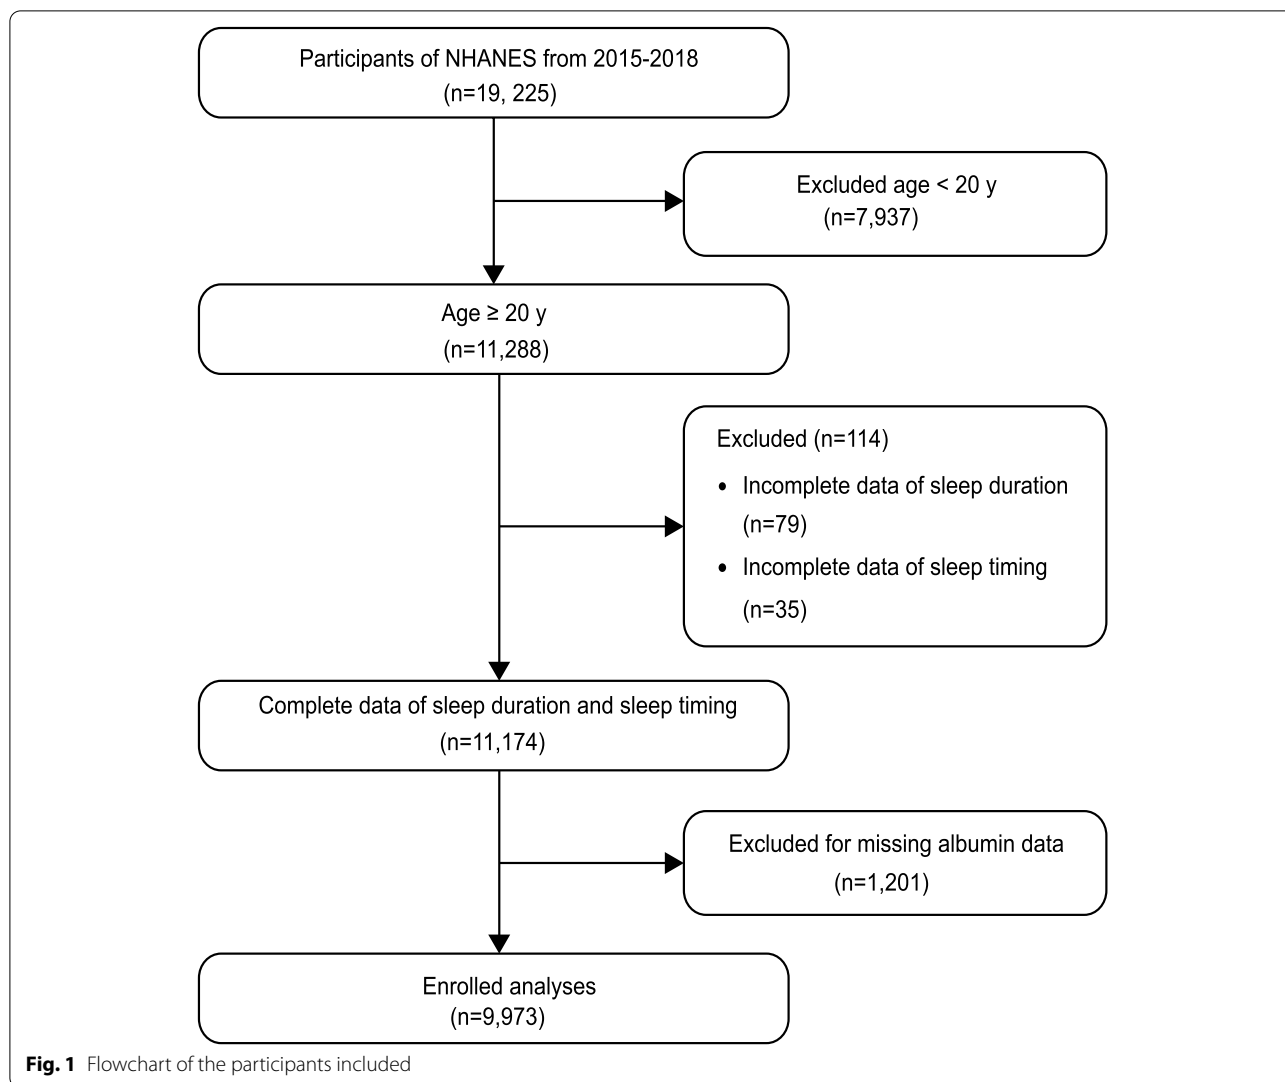 Participants of NHANES from 2015-2018
(n=19, 225)
Excluded age < 20 y
(n=7,937)
Age ≥ 20 y
(n=11,288)
Excluded (n=114)
• Incomplete data of sleep duration
(n=79)
• Incomplete data of sleep timing
(n=35)
Complete data of sleep duration and sleep timing
(n=11,174)
Excluded for missing albumin data
(n=1,201)
Enrolled analyses
(n=9,973)
Fig. 1 Flowchart of the participants included